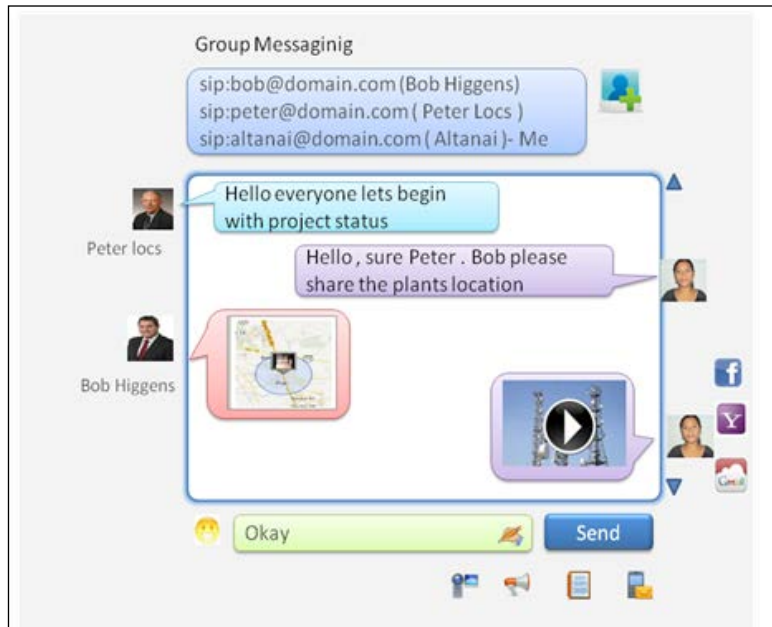 Group Messaginig
sip:bob@domain.com (Bob Higgens)
sip:peter@domain.com ( Peter Locs )
sip:altanai@domain.com ( Altanai )- Me
Hello everyone lets begin
with project status
Peter locs
Hello , sure Peter . Bob please
share the plants location
Bob Higgens
f
Y
Gmail
Okay
Send